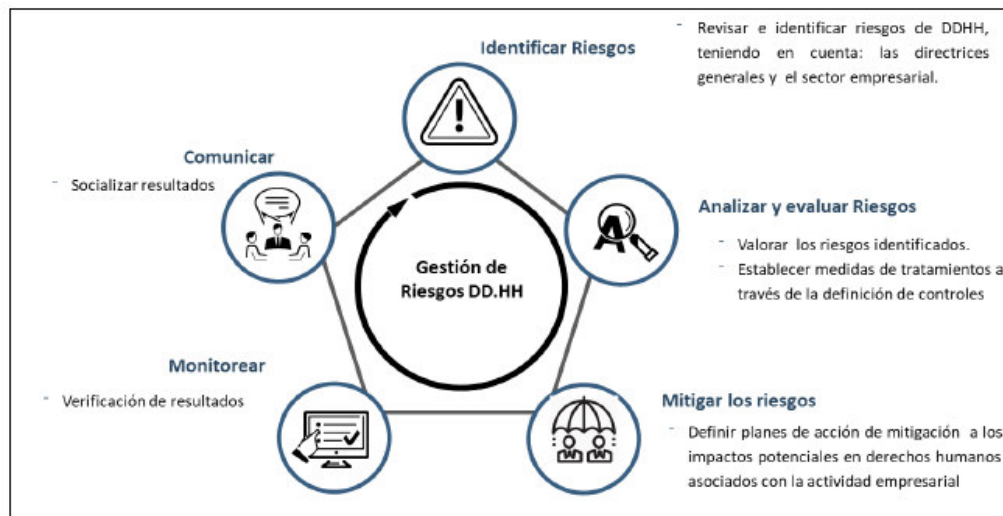 Identificar Riesgos
- Revisar e identificar riesgos de DDHH,
teniendo en cuenta: las directrices
generales y el sector empresarial.
Analizar y evaluar Riesgos
- Valorar los riesgos identificados.
- Establecer medidas de tratamientos a
través de la definición de controles
Mitigar los riesgos
- Definir planes de acción de mitigación a los
impactos potenciales en derechos humanos
asociados con la actividad empresarial
Monitorear
- Verificación de resultados
Comunicar
- Socializar resultados
Gestión de
Riesgos DD.HH
A